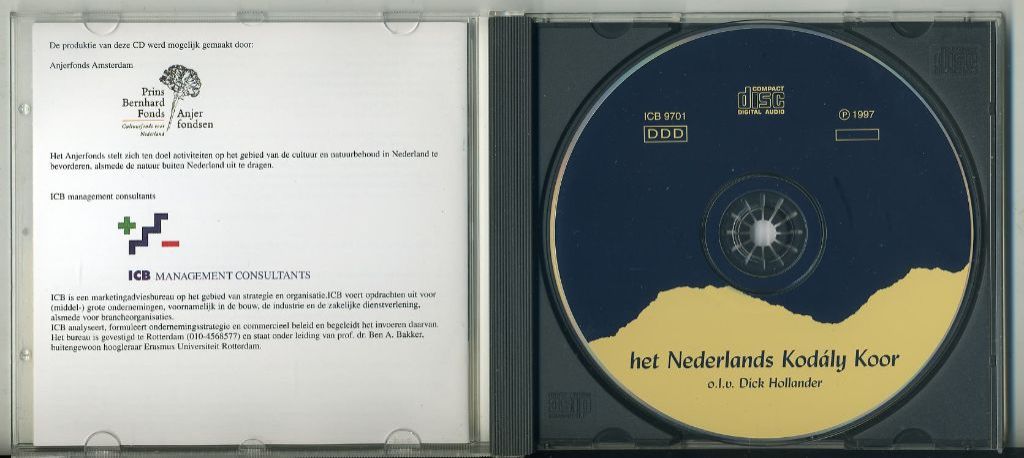 De produktie van deze CD werd mogelijk gemaakt door:
Anjerfonds Amsterdam
Prins
Bernhard
Fonds
Cultuurfonds voor
Nederland
Anjer
fondsen
Het Anjerfonds stelt zich ten doel activiteiten op het gebied van de cultuur en natuurbehoud in Nederland te
bevorderen, alsmede de natuur buiten Nederland uit te dragen.
ICB management consultants
ICB MANAGEMENT CONSULTANTS
ICB is een marketingadviesbureau op het gebied van strategie en organisatie.ICB voert opdrachten uit voor
(middel-) grote ondernemingen, voornamelijk in de bouw, de industrie en de zakelijke dienstverlening,
alsmede voor brancheorganisaties.
ICB analyseert, formuleert ondernemingsstrategie en commercieel beleid en begeleidt het invoeren daarvan.
Het bureau is gevestigd te Rotterdam (010-4568577) en staat onder leiding van prof. dr. Ben A. Bakker,
buitengewoon hoogleraar Erasmus Universiteit Rotterdam.
COMPACT
disc
DIGITAL AUDIO
ICB 9701
DDD
℗ 1997
het Nederlands Kodály Koor
o.l.v. Dick Hollander